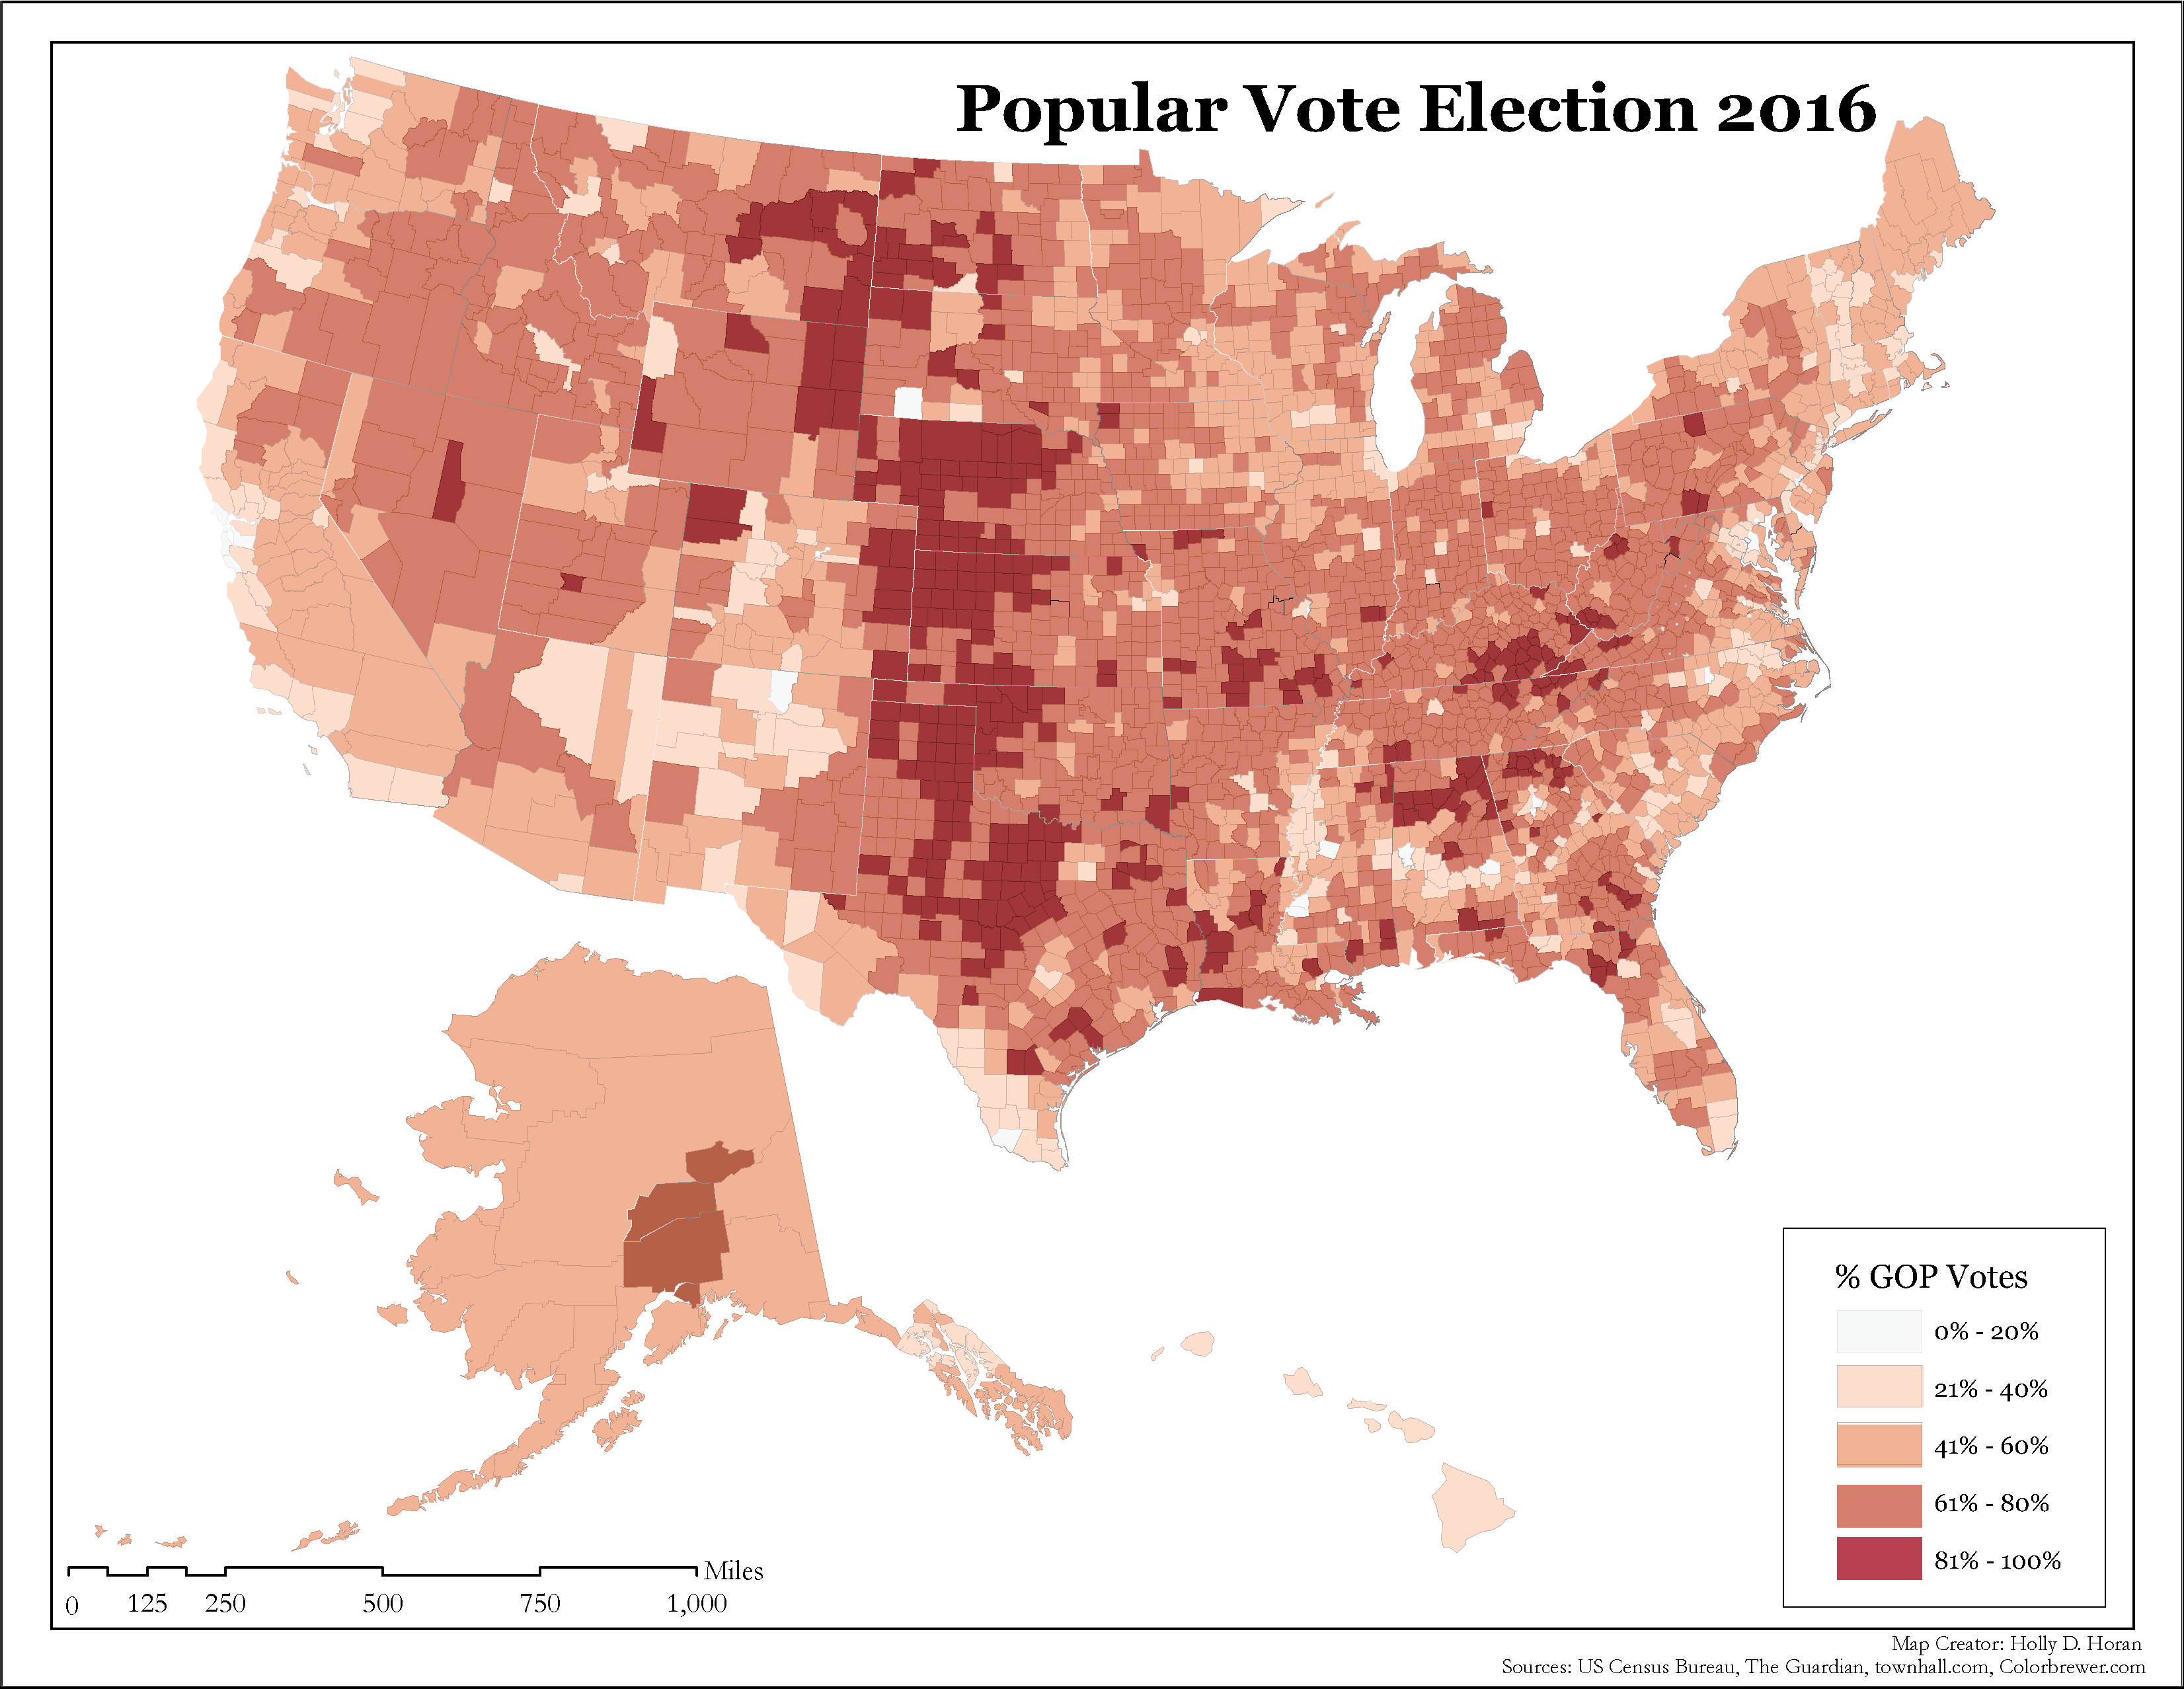 Popular Vote Election 2016
% GOP Votes
0% - 20%
21% - 40%
41% - 60%
61% - 80%
81% - 100%
Miles
0 125 250 500 750 1,000
Map Creator: Holly D. Horan
Sources: US Census Bureau, The Guardian, townhall.com, Colorbrewer.com